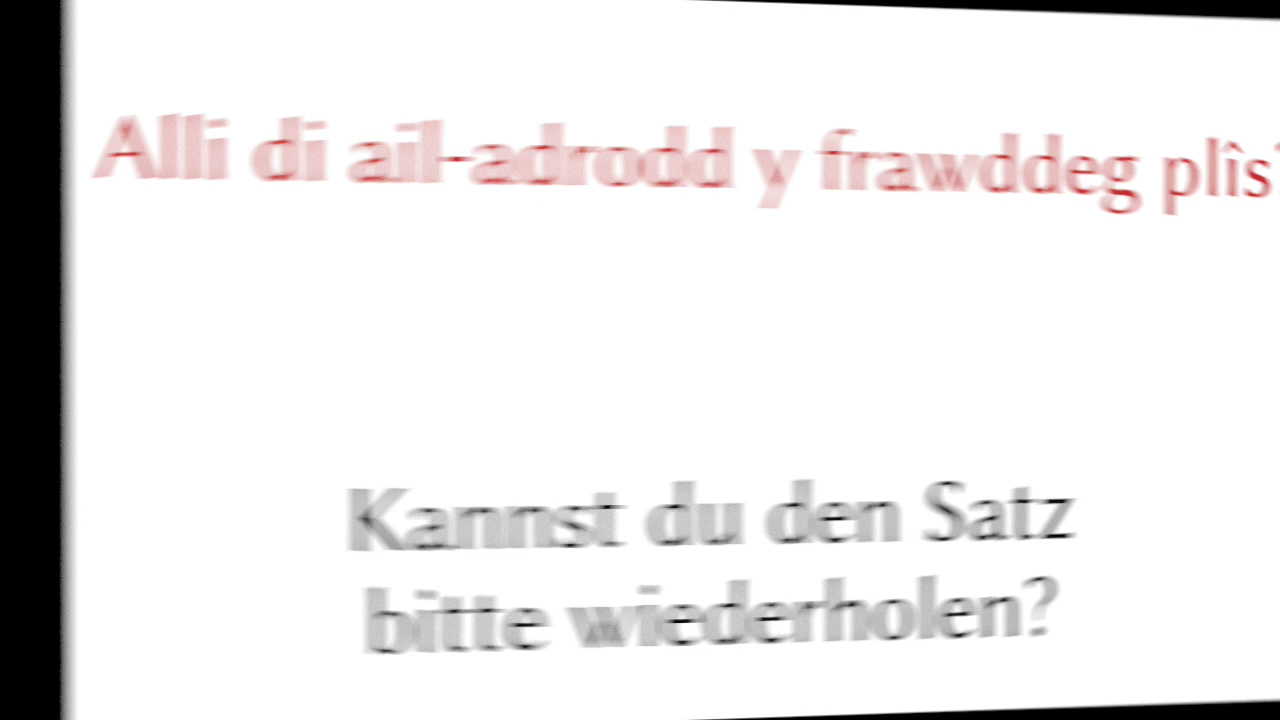 Alli di ail-adrodd y frawddeg plîs?
Kannst du den Satz
bitte wiederholen?